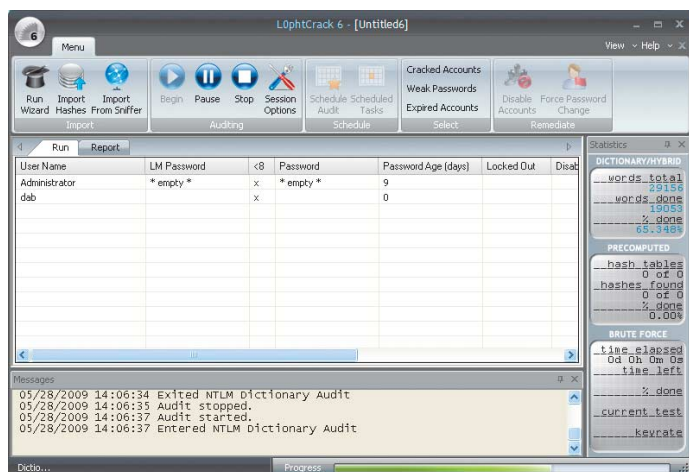 L0phtCrack 6 - [Untitled6]
6
Menu
View Help
Run Wizard
Import Hashes
Import From Sniffer
Import
Begin
Pause
Stop
Session Options
Auditing
Schedule Audit
Scheduled Tasks
Schedule
Cracked Accounts
Weak Passwords
Expired Accounts
Select
Disable Accounts
Force Password Change
Remediate
Run Report
User Name LM Password <8 Password Password Age (days) Locked Out Disab
Administrator * empty * x * empty * 9
dab x 0
Statistics
DICTIONARY/HYBRID
words total
29156
words done
19053
% done
65.348%
PRECOMPUTED
hash tables
0 of 0
hashes found
0 of 0
% done
0.00%
BRUTE FORCE
time elapsed
0d 0h 0m 0s
time left
% done
current test
keyrate
Messages
05/28/2009 14:06:34 Exited NTLM Dictionary Audit
05/28/2009 14:06:35 Audit stopped.
05/28/2009 14:06:37 Audit started.
05/28/2009 14:06:37 Entered NTLM Dictionary Audit
Dictio... Progress